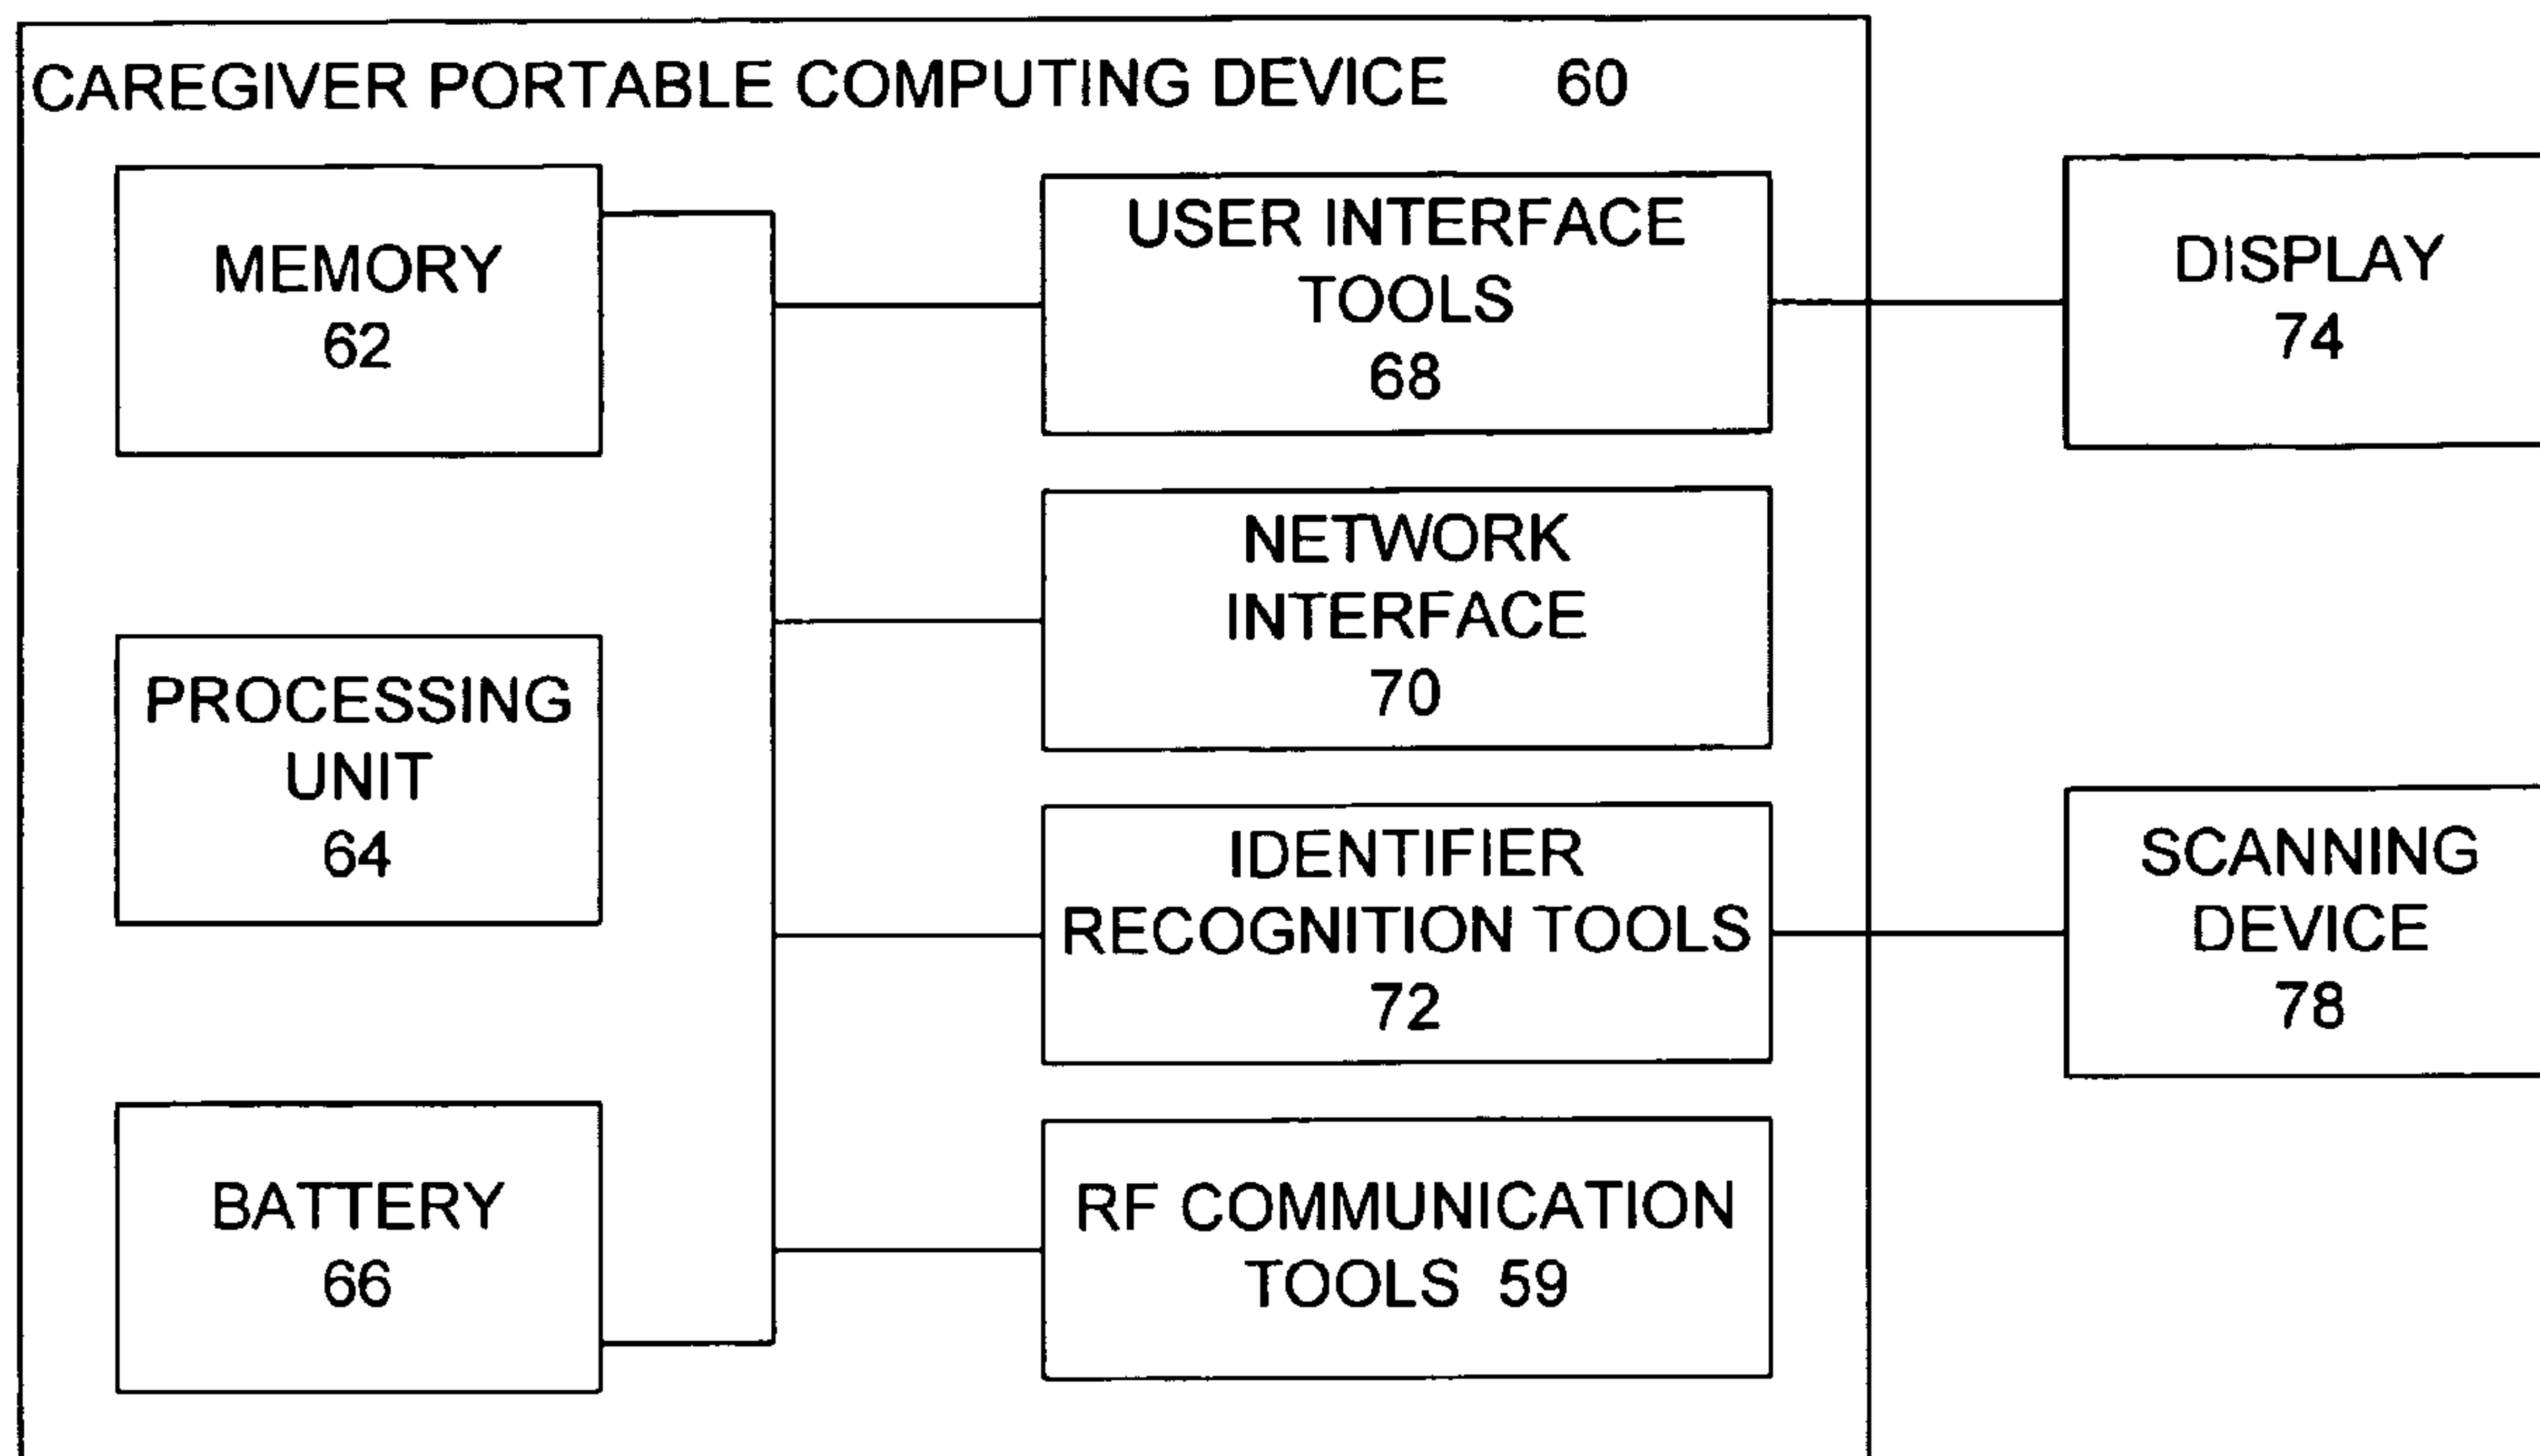 CAREGIVER PORTABLE COMPUTING DEVICE 60
MEMORY
62
PROCESSING
UNIT
64
BATTERY
66
USER INTERFACE
TOOLS
68
NETWORK
INTERFACE
70
IDENTIFIER
RECOGNITION TOOLS
72
RF COMMUNICATION
TOOLS 59
DISPLAY
74
SCANNING
DEVICE
78